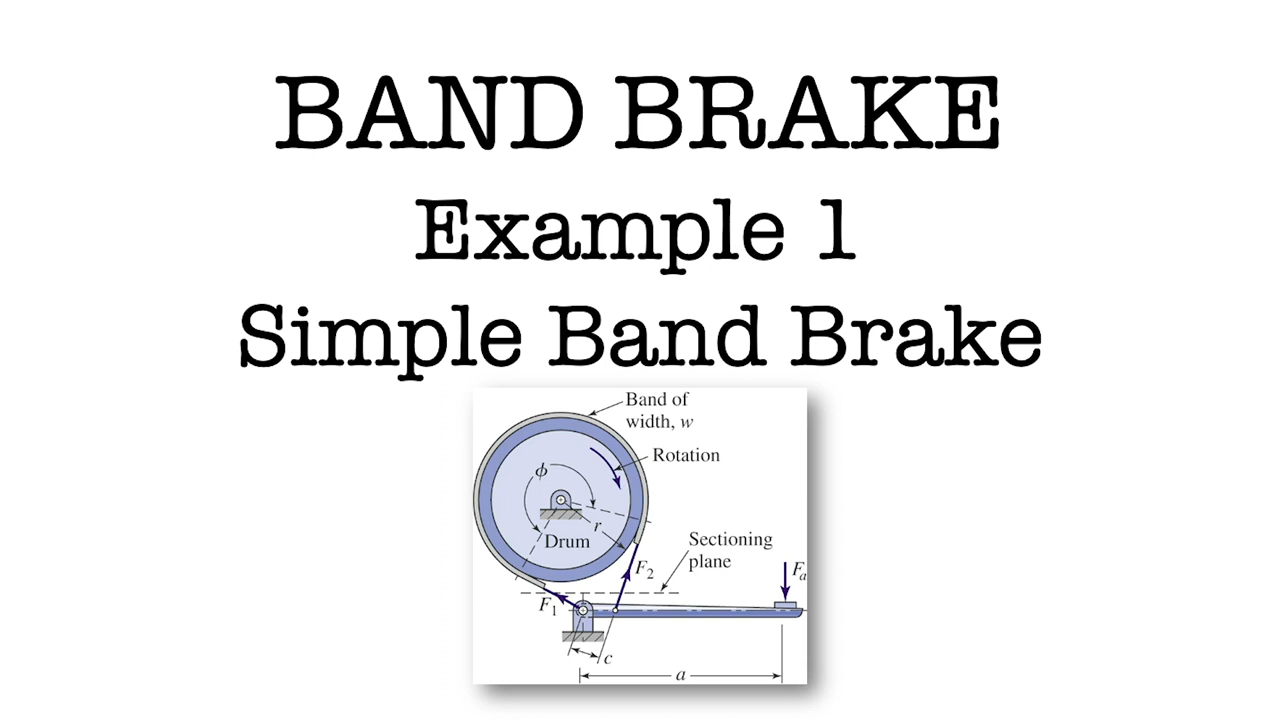 BAND BRAKE
Example 1
Simple Band Brake
Band of
width, w
Rotation
ϕ
r
Drum
Sectioning
plane
F2
Fa
F1
c
a